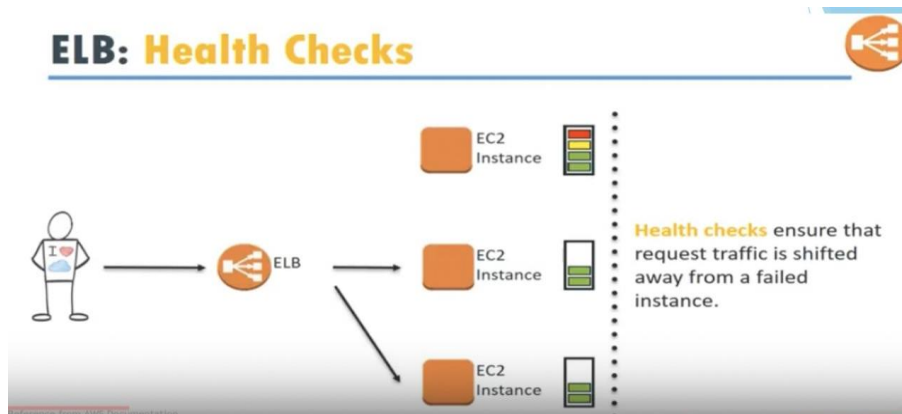 ELB: Health Checks
EC2
Instance
I
ELB
EC2
Instance
Health checks ensure that
request traffic is shifted
away from a failed
instance.
EC2
Instance